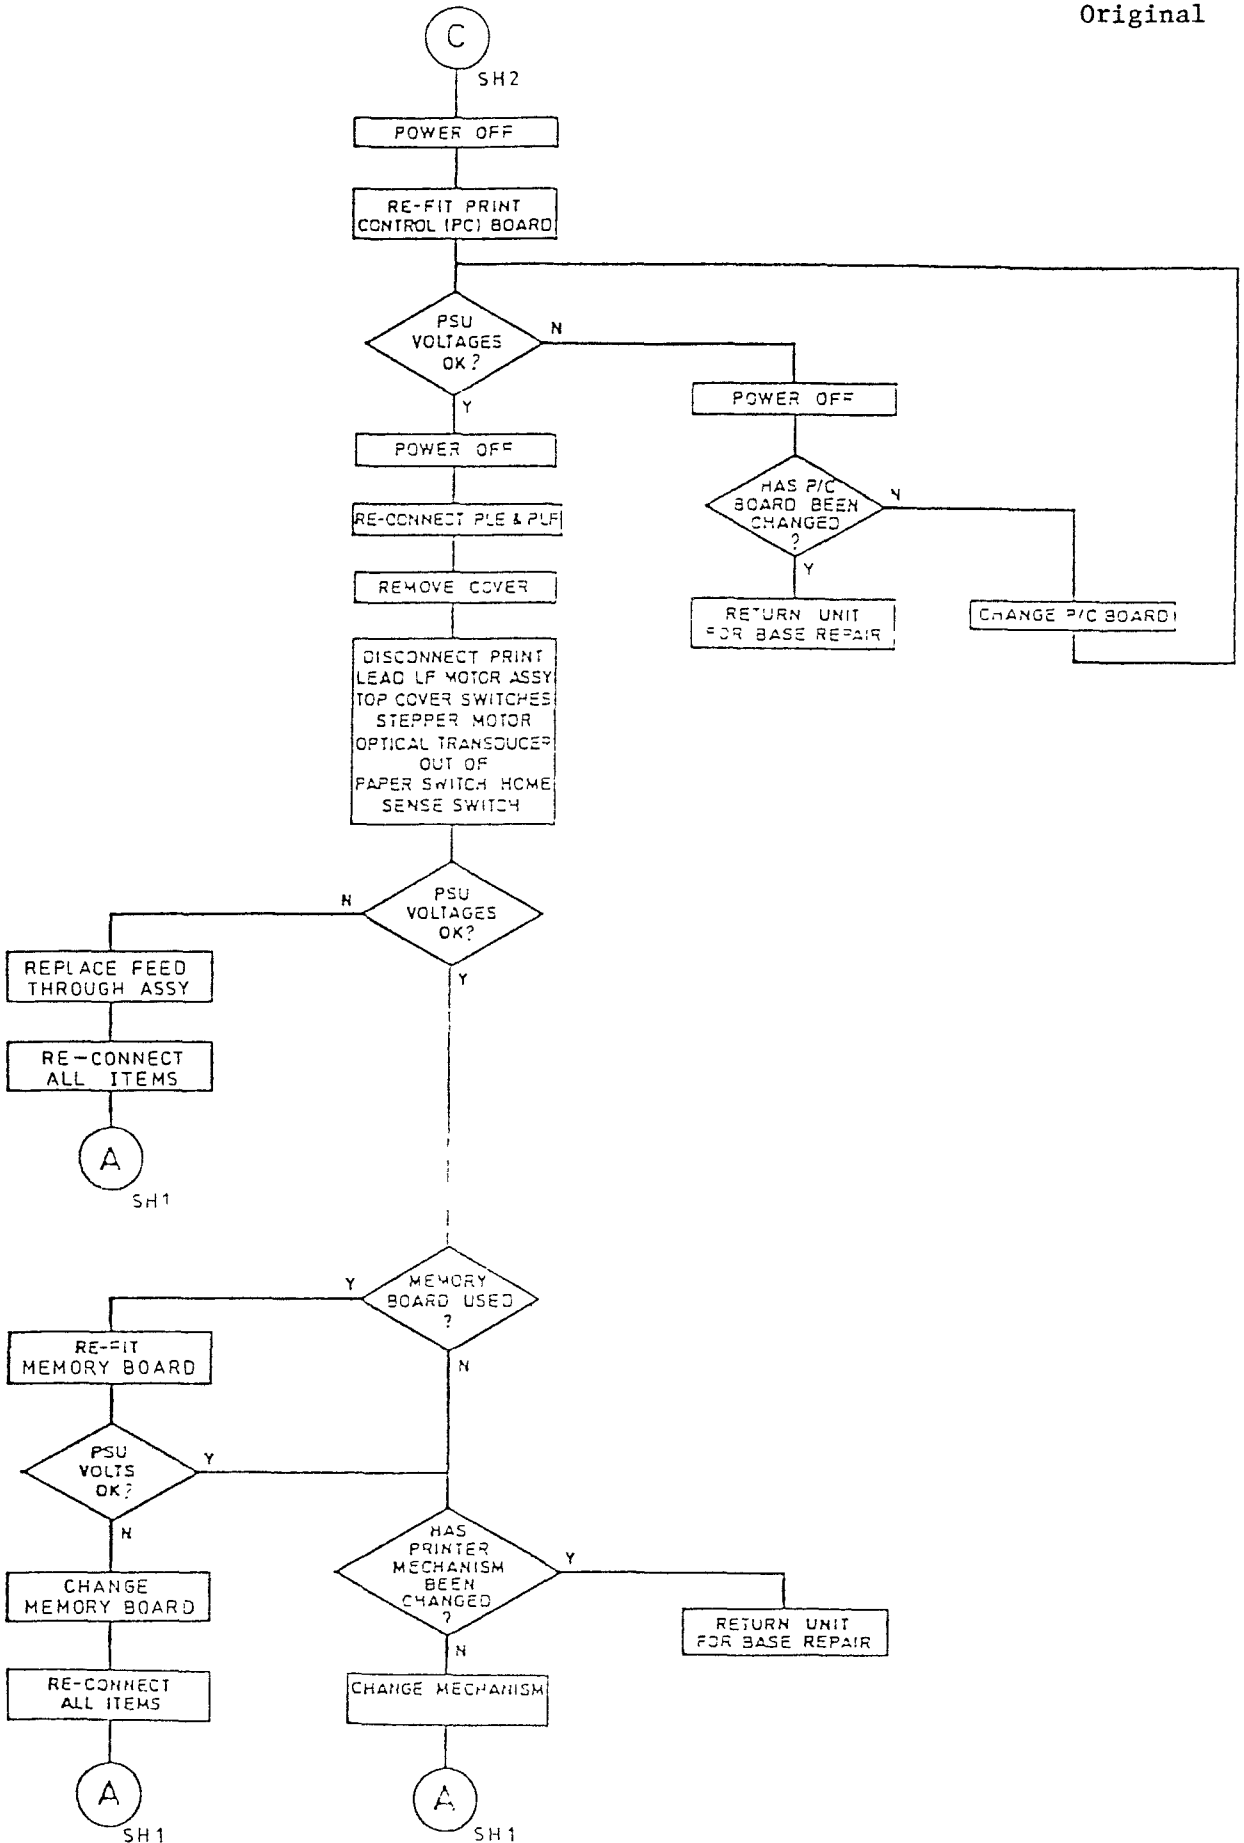 Original
C
SH2
POWER OFF
RE-FIT PRINT
CONTROL (PC) BOARD
PSU
VOLTAGES
OK?
N
Y
POWER OFF
HAS P/C
BOARD BEEN
CHANGED
?
N
Y
RETURN UNIT
FOR BASE REPAIR
CHANGE P/C BOARD
POWER OFF
RE-CONNECT PLE & PLF
REMOVE COVER
DISCONNECT PRINT
LEAD LF MOTOR ASSY
TOP COVER SWITCHES
STEPPER MOTOR
OPTICAL TRANSDUCER
OUT OF
PAPER SWITCH HOME
SENSE SWITCH
PSU
VOLTAGES
OK?
N
Y
REPLACE FEED
THROUGH ASSY
RE-CONNECT
ALL ITEMS
A
SH1
MEMORY
BOARD USED
?
Y
N
RE-FIT
MEMORY BOARD
PSU
VOLTS
OK?
Y
N
CHANGE
MEMORY BOARD
RE-CONNECT
ALL ITEMS
A
SH1
HAS
PRINTER
MECHANISM
BEEN
CHANGED
?
Y
N
RETURN UNIT
FOR BASE REPAIR
CHANGE MECHANISM
A
SH1